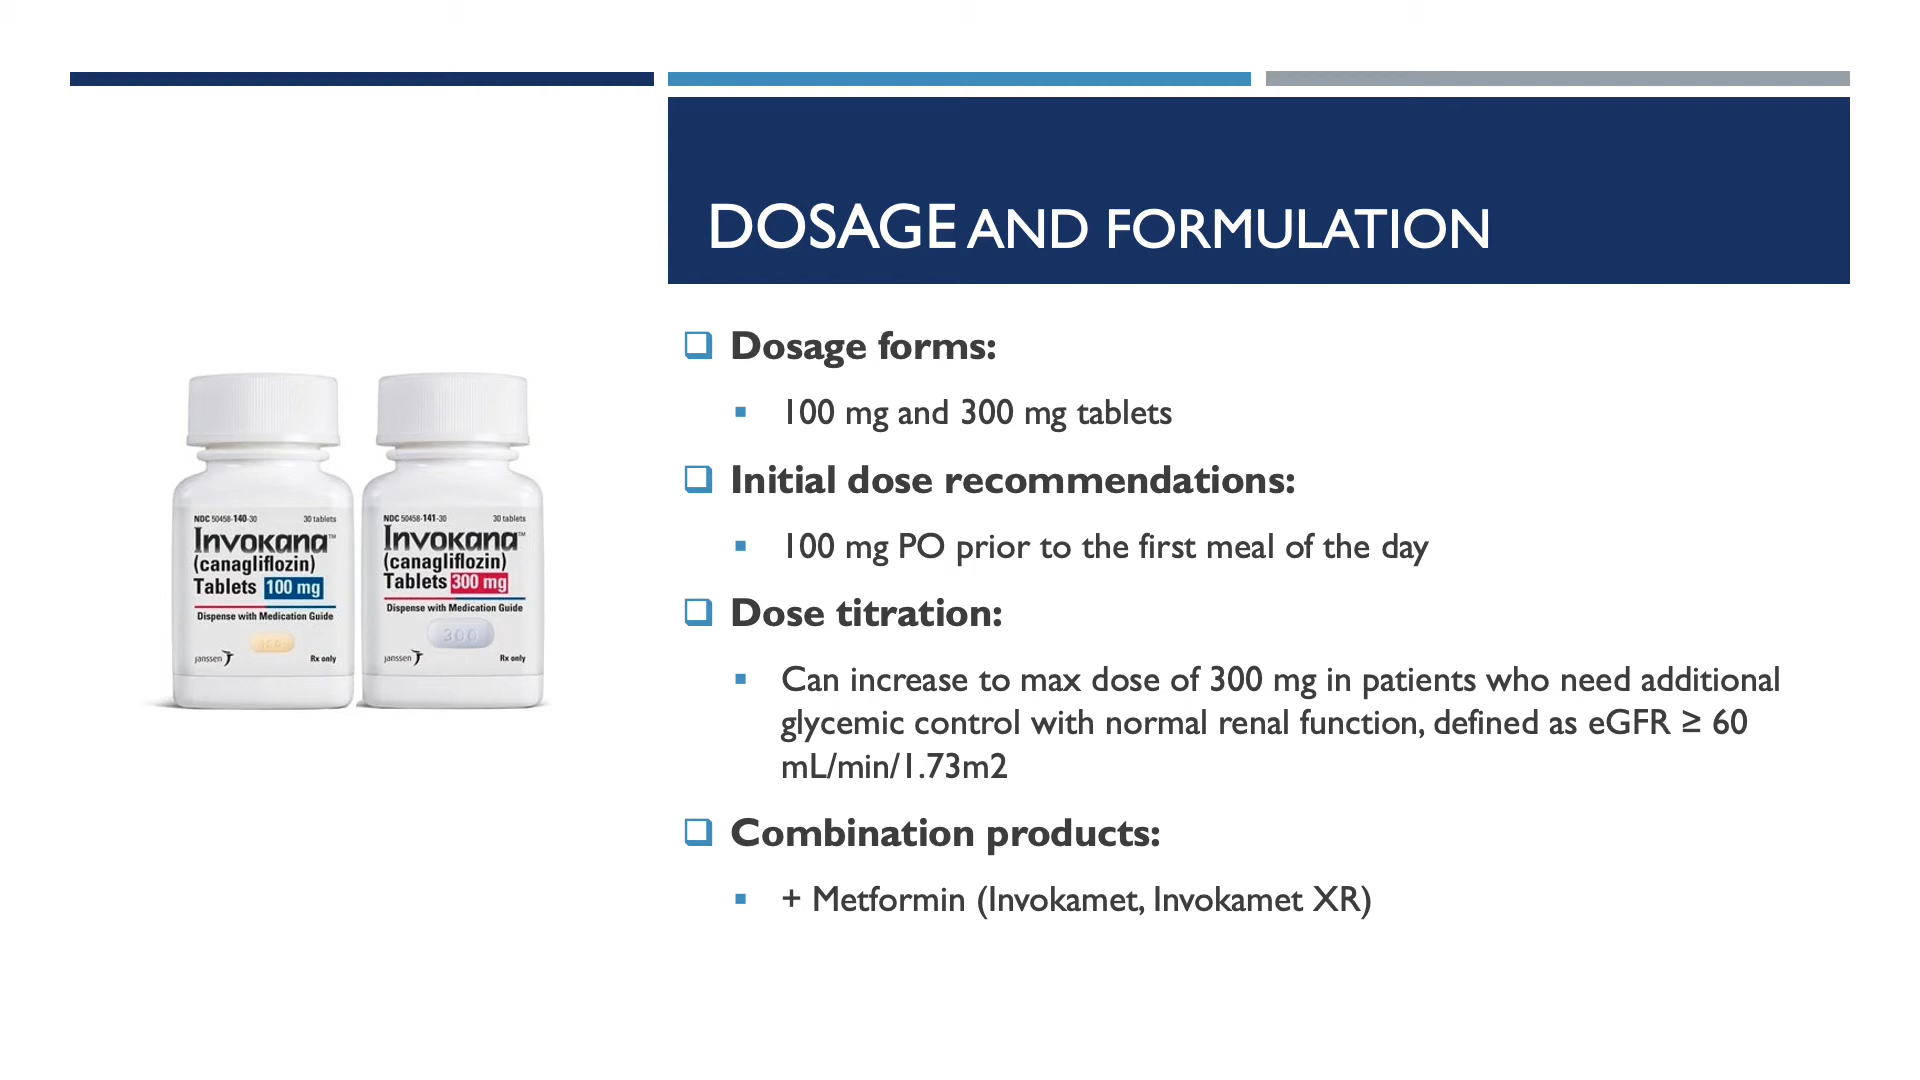 DOSAGE AND FORMULATION
Dosage forms:
100 mg and 300 mg tablets
Initial dose recommendations:
100 mg PO prior to the first meal of the day
Dose titration:
Can increase to max dose of 300 mg in patients who need additional
glycemic control with normal renal function, defined as eGFR ≥ 60
mL/min/1.73m2
Combination products:
+ Metformin (Invokamet, Invokamet XR)
NDC 50458-140-30 30 tablets
Invokana™
(canagliflozin)
Tablets 100 mg
Dispense with Medication Guide
janssen Rx only
NDC 50458-141-30 30 tablets
Invokana™
(canagliflozin)
Tablets 300 mg
Dispense with Medication Guide
300
janssen Rx only